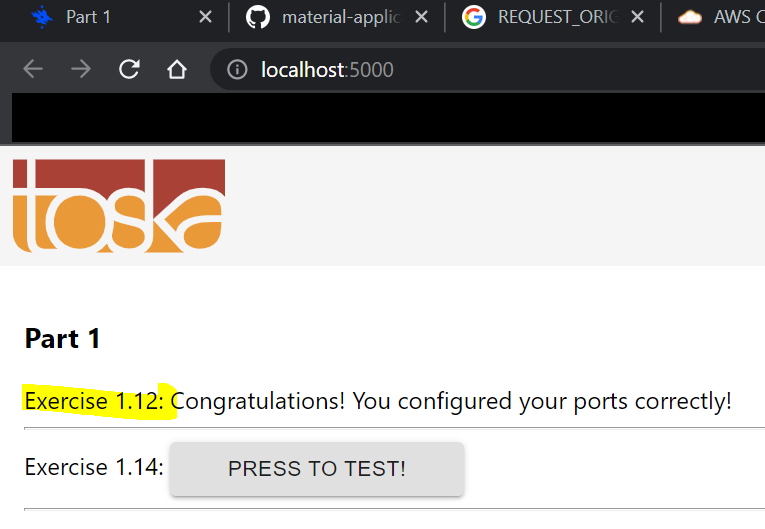 Part 1
material-applic
REQUEST_ORIG
AWS C
localhost:5000
toska
Part 1
Exercise 1.12: Congratulations! You configured your ports correctly!
Exercise 1.14: PRESS TO TEST!